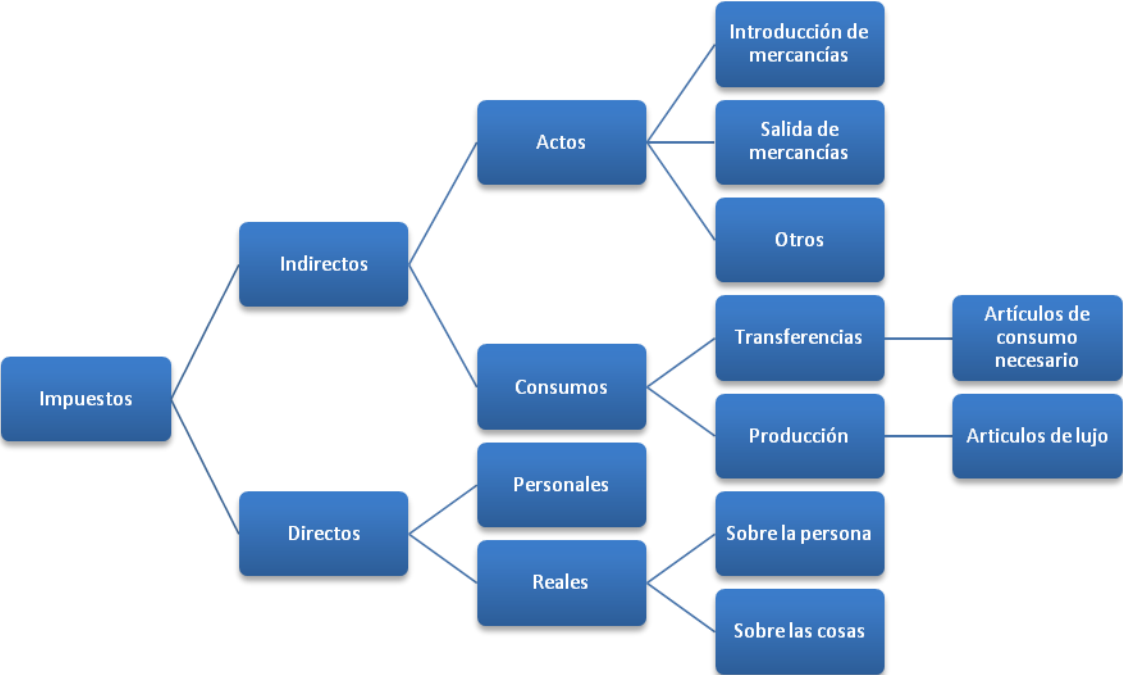 Introducción de
mercancías
Actos
Salida de
mercancías
Otros
Indirectos
Transferencias
Artículos de
consumo
necesario
Impuestos
Consumos
Producción
Articulos de lujo
Personales
Directos
Sobre la persona
Reales
Sobre las cosas